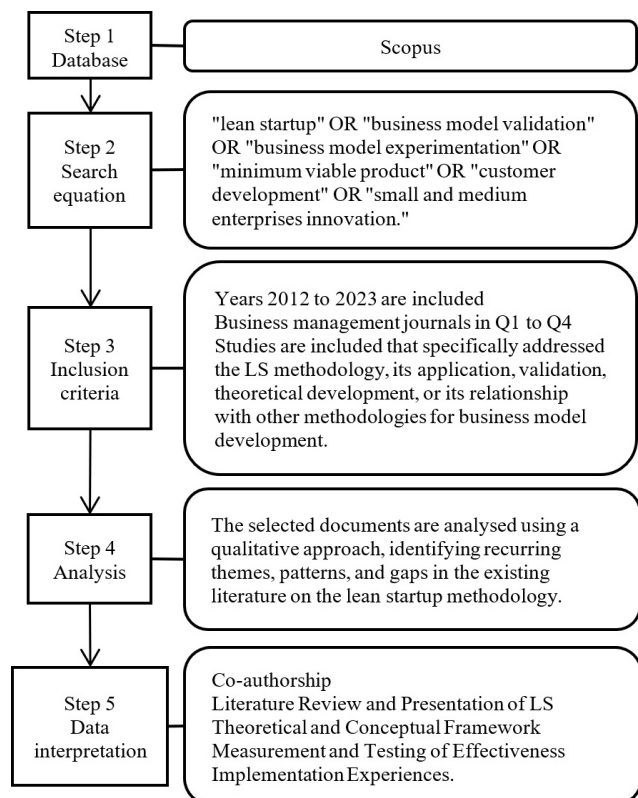 Step 1
Database
Scopus
Step 2
Search
equation
"lean startup" OR "business model validation"
OR "business model experimentation" OR
"minimum viable product" OR "customer
development" OR "small and medium
enterprises innovation."
Step 3
Inclusion
criteria
Years 2012 to 2023 are included
Business management journals in Q1 to Q4
Studies are included that specifically addressed
the LS methodology, its application, validation,
theoretical development, or its relationship
with other methodologies for business model
development.
Step 4
Analysis
The selected documents are analysed using a
qualitative approach, identifying recurring
themes, patterns, and gaps in the existing
literature on the lean startup methodology.
Step 5
Data
interpretation
Co-authorship
Literature Review and Presentation of LS
Theoretical and Conceptual Framework
Measurement and Testing of Effectiveness
Implementation Experiences.